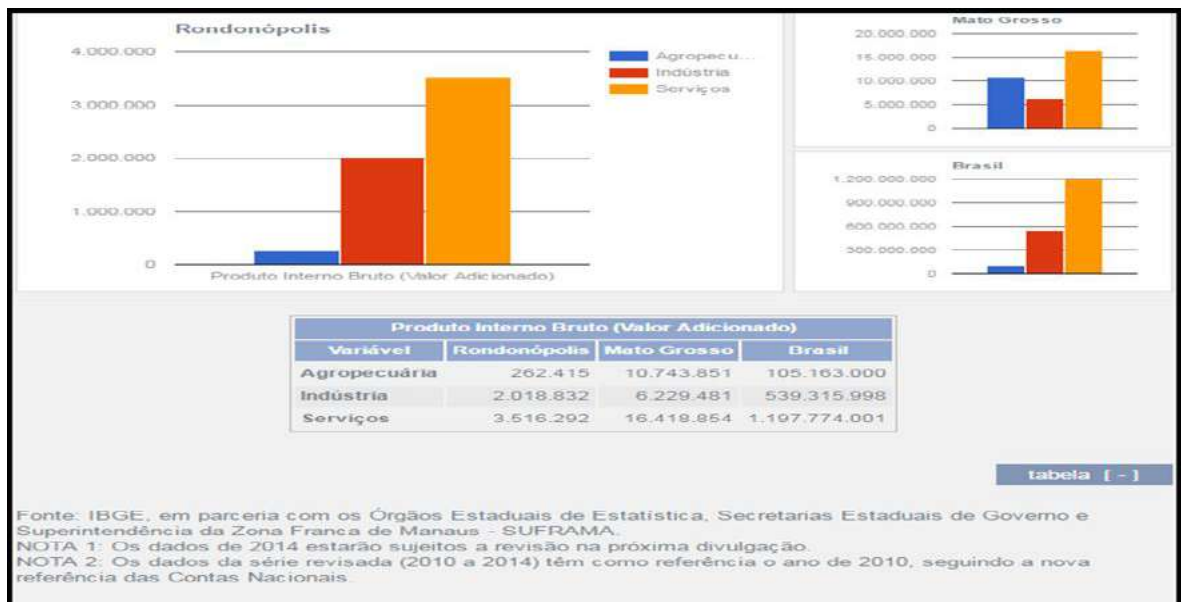 Rondonópolis
4.000.000
3.000.000
2.000.000
1.000.000
0
Produto Interno Bruto (Valor Adicionado)
Agropecu...
Indústria
Serviços
Mato Grosso
20.000.000
15.000.000
10.000.000
5.000.000
0
Brasil
1.200.000.000
900.000.000
600.000.000
300.000.000
0
Produto Interno Bruto (Valor Adicionado)
Variável Rondonópolis Mato Grosso Brasil
Agropecuária 262.415 10.743.851 105.163.000
Indústria 2.018.832 6.229.481 539.315.998
Serviços 3.516.292 16.418.854 1.197.774.001
tabela [ - ]
Fonte: IBGE, em parceria com os Órgãos Estaduais de Estatística, Secretarias Estaduais de Governo e
Superintendência da Zona Franca de Manaus - SUFRAMA.
NOTA 1: Os dados de 2014 estarão sujeitos a revisão na próxima divulgação.
NOTA 2: Os dados da série revisada (2010 a 2014) têm como referência o ano de 2010, seguindo a nova
referência das Contas Nacionais.